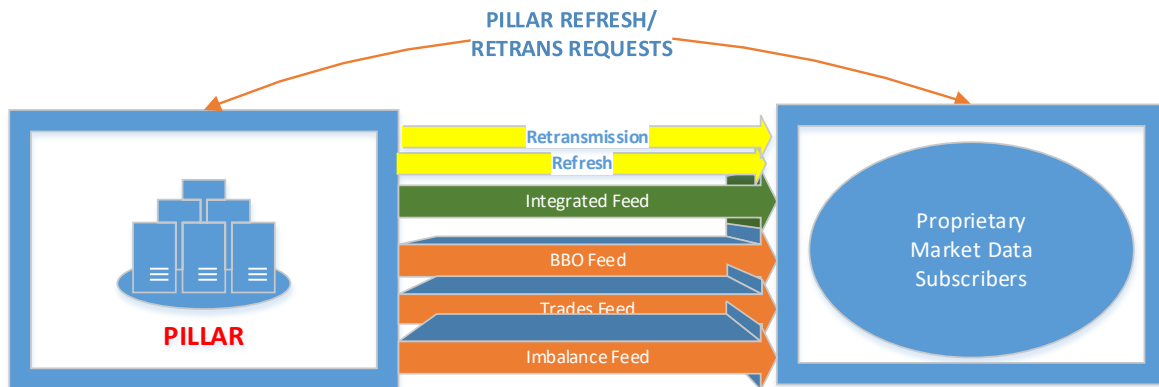 PILLAR REFRESH/
RETRANS REQUESTS
Retransmission
Refresh
Integrated Feed
BBO Feed
Trades Feed
Imbalance Feed
PILLAR
Proprietary
Market Data
Subscribers